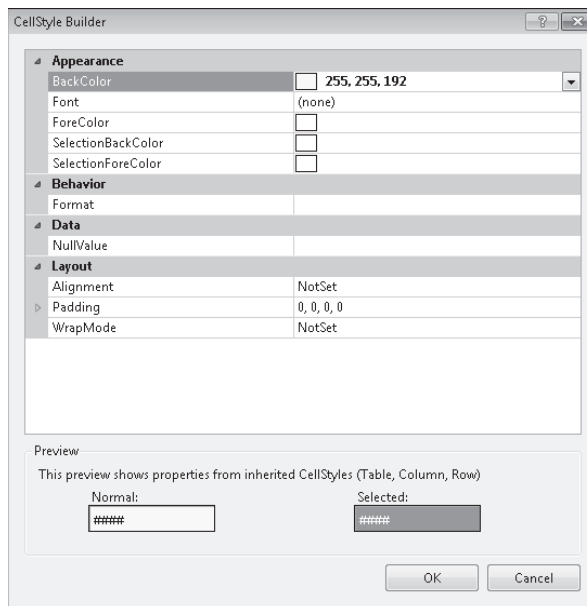 CellStyle Builder
Appearance
BackColor 255, 255, 192
Font (none)
ForeColor
SelectionBackColor
SelectionForeColor
Behavior
Format
Data
NullValue
Layout
Alignment NotSet
Padding 0, 0, 0, 0
WrapMode NotSet
Preview
This preview shows properties from inherited CellStyles (Table, Column, Row)
Normal: Selected:
#### ####
OK Cancel